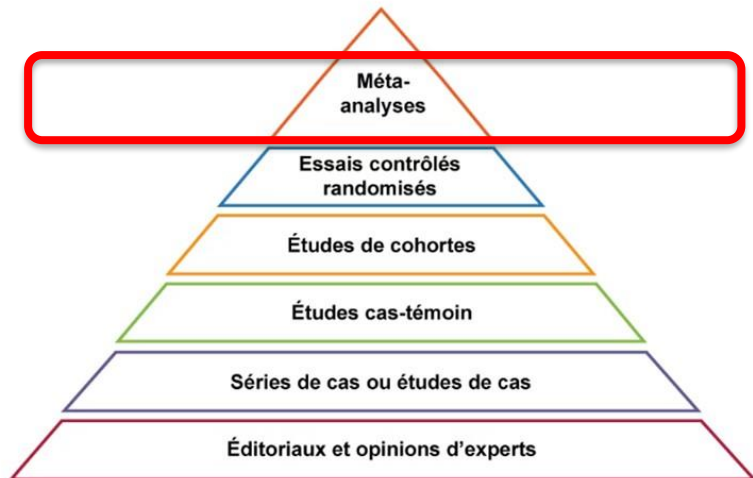 Méta-
analyses
Essais contrôlés
randomisés
Études de cohortes
Études cas-témoin
Séries de cas ou études de cas
Éditoriaux et opinions d’experts